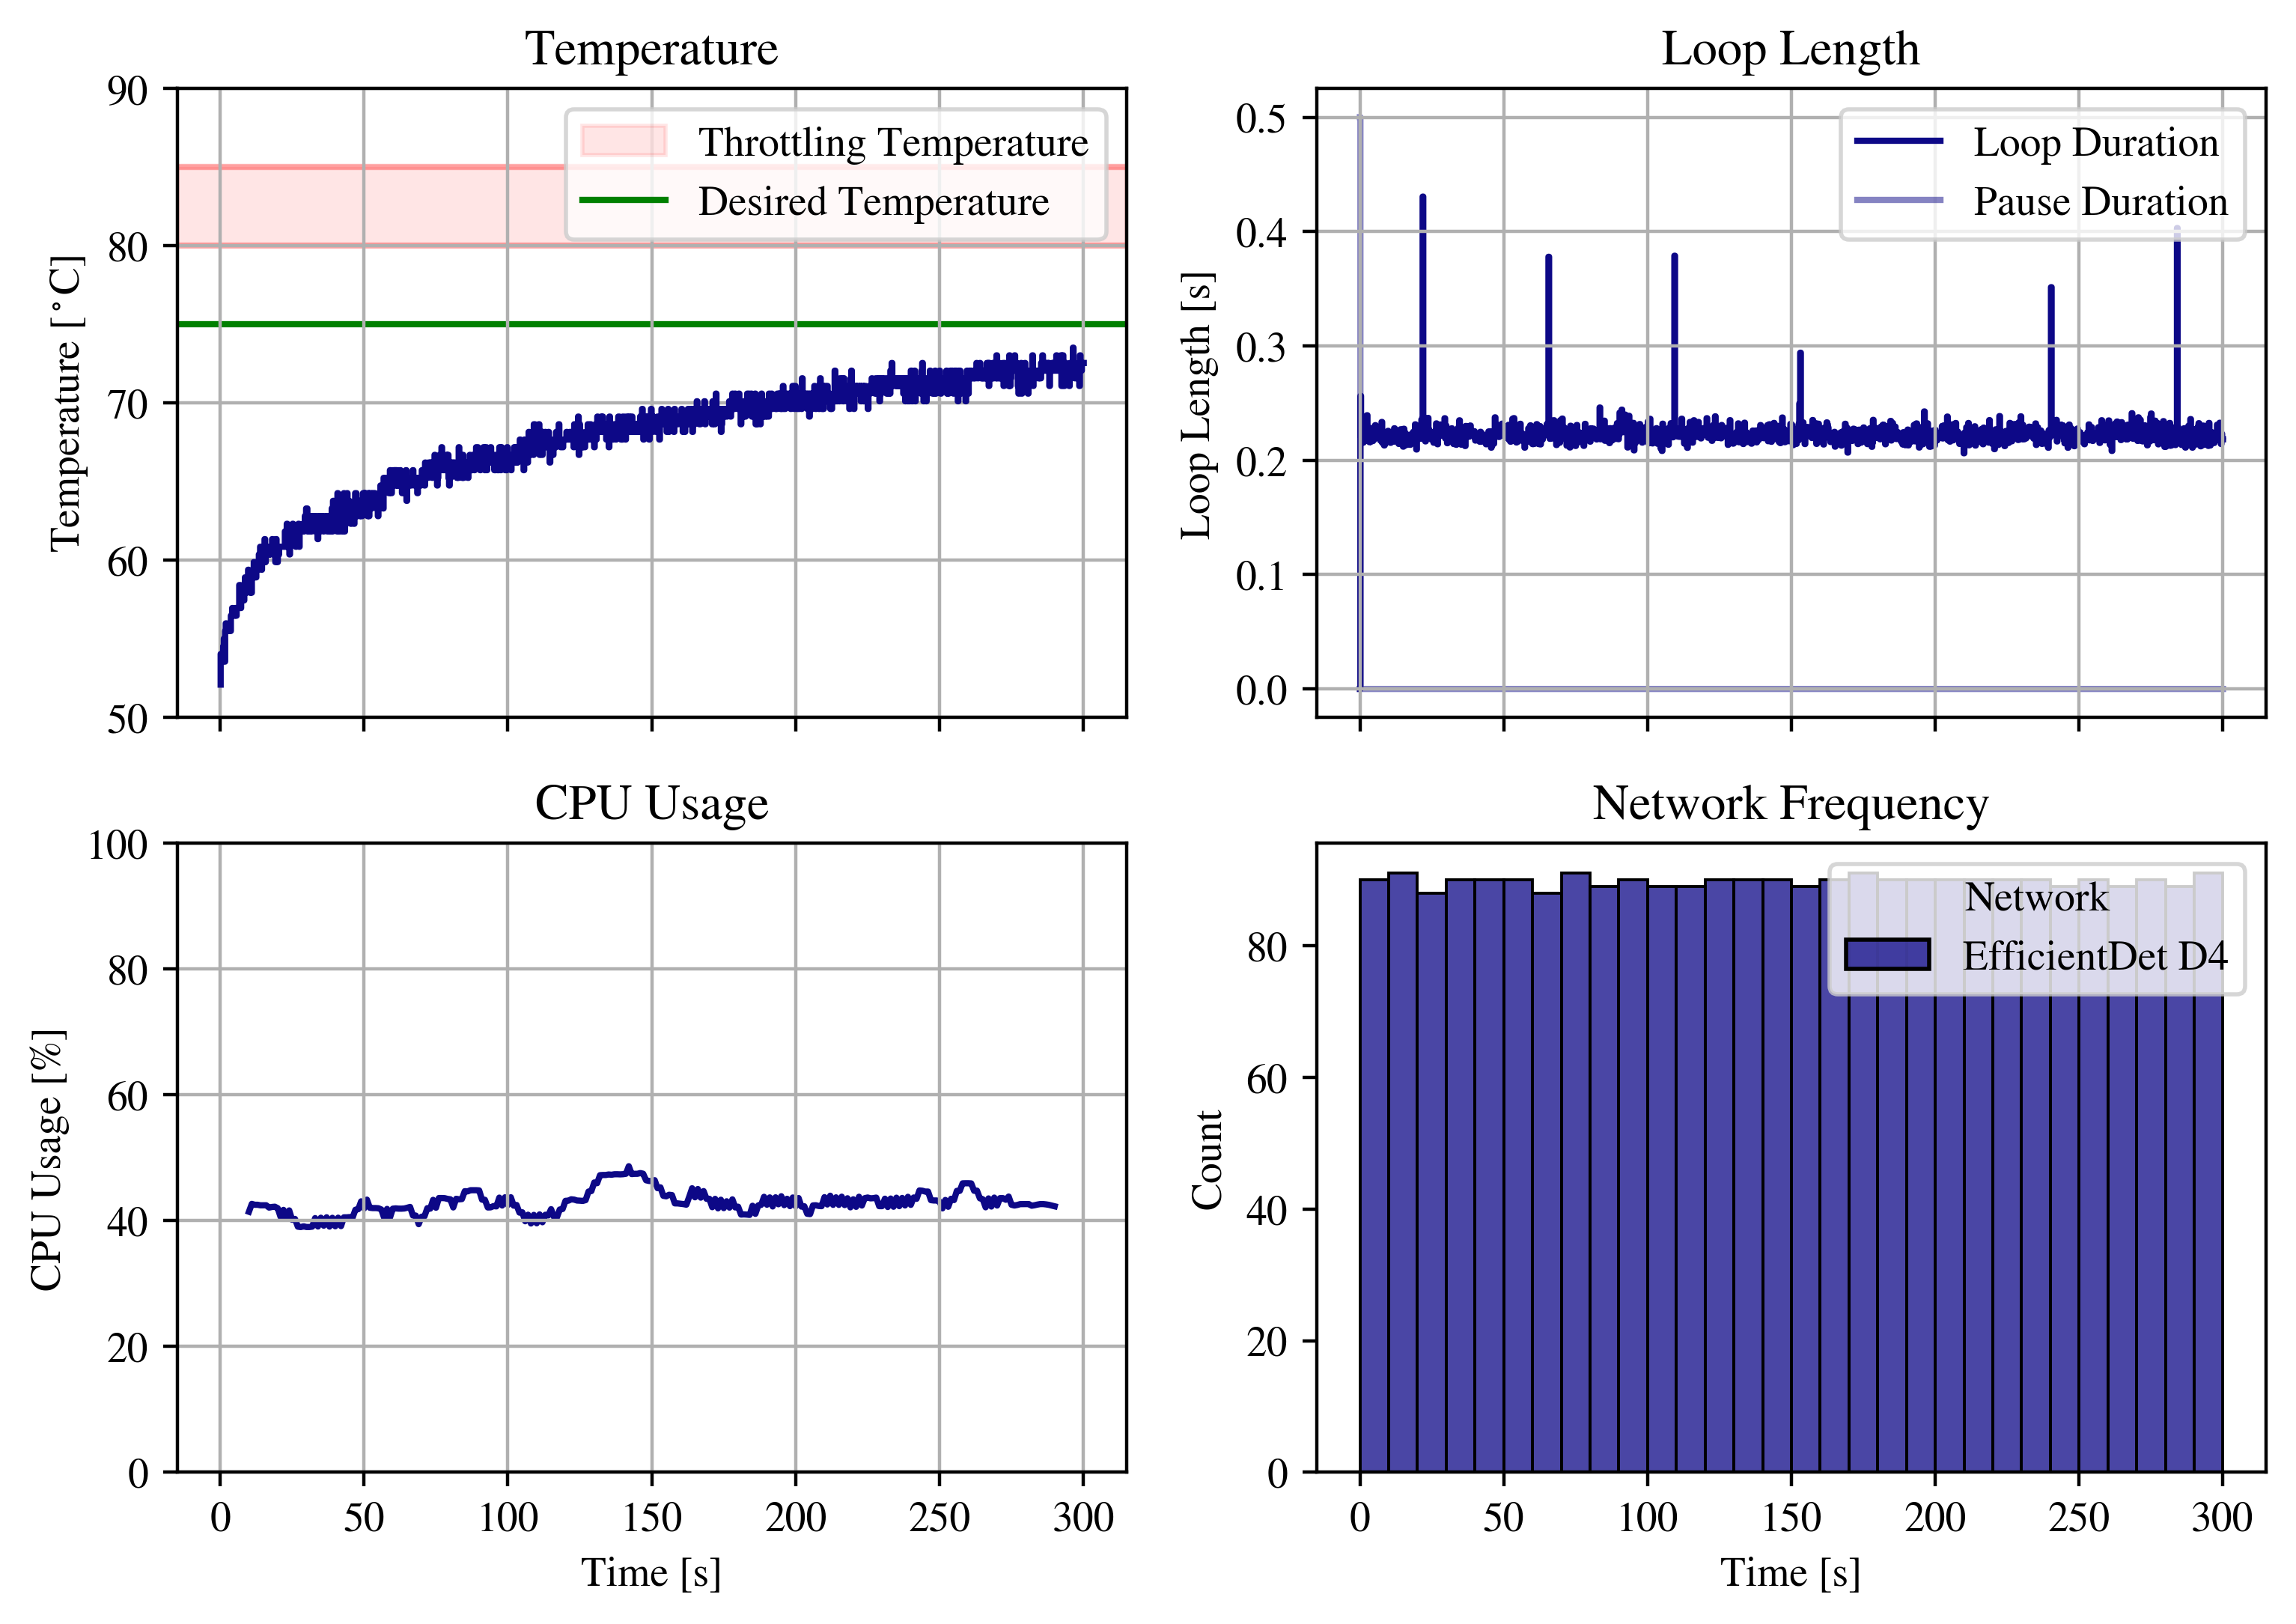 Temperature
90
80
70
60
50
Temperature [°C]
Throttling Temperature
Desired Temperature
Loop Length
0.5
0.4
0.3
0.2
0.1
0.0
Loop Length [s]
Loop Duration
Pause Duration
CPU Usage
100
80
60
40
20
0
CPU Usage [%]
0 50 100 150 200 250 300
Time [s]
Network Frequency
80
60
40
20
0
Count
Network
EfficientDet D4
0 50 100 150 200 250 300
Time [s]